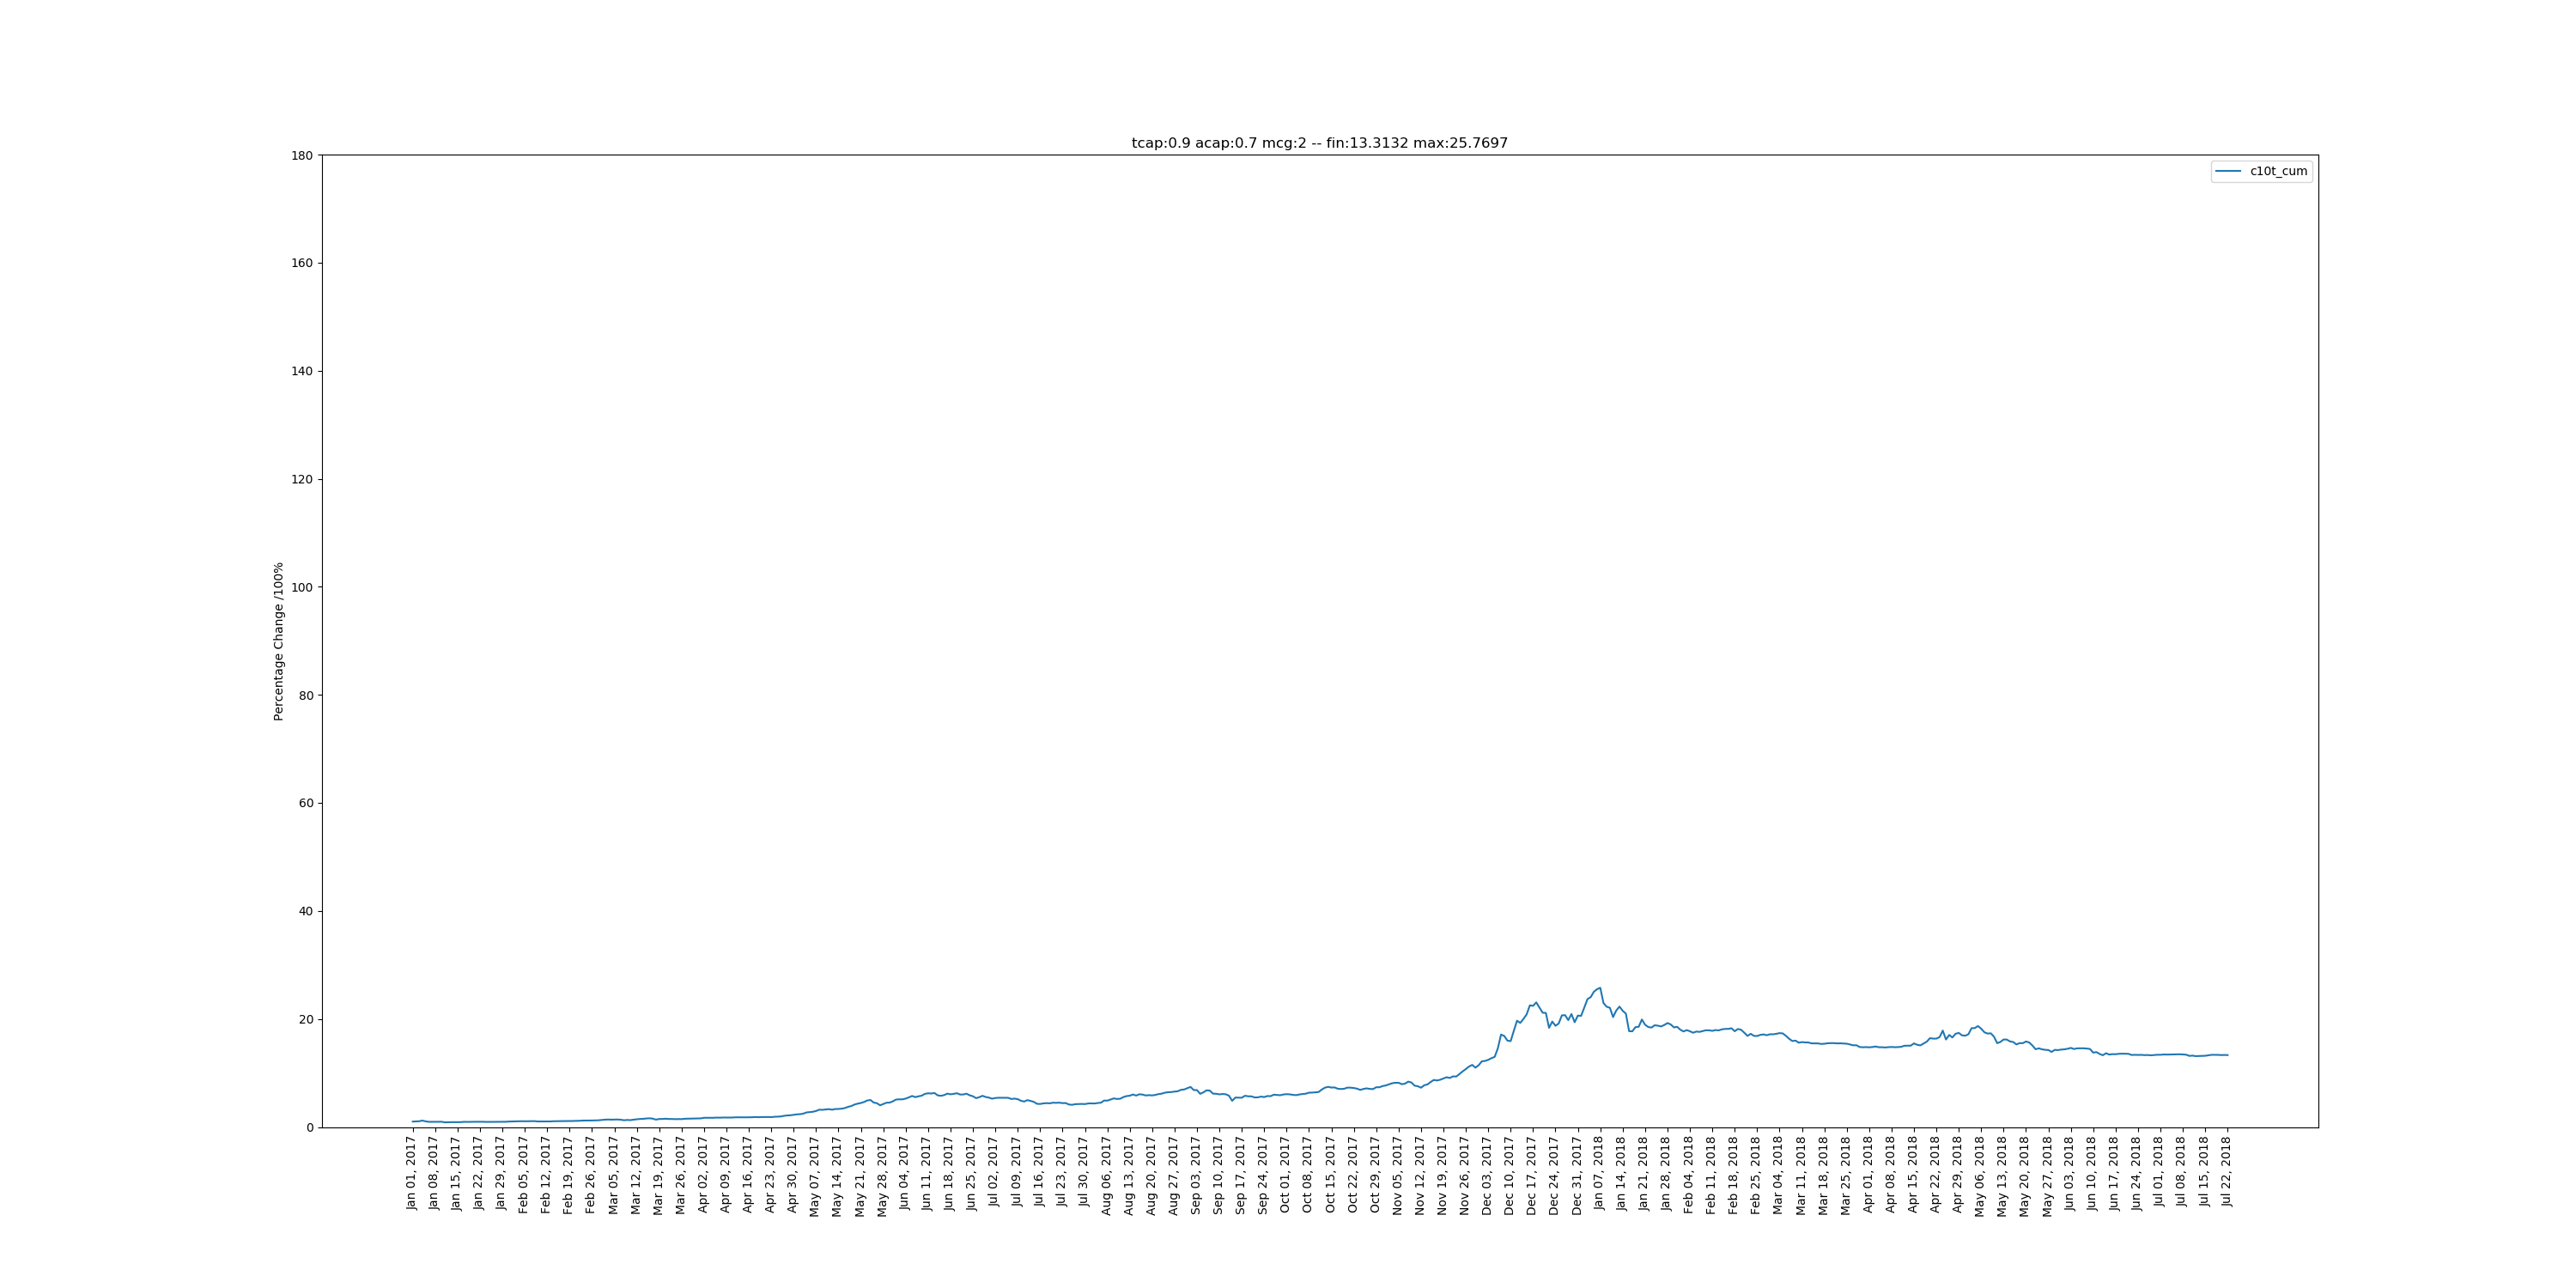 tcap:0.9 acap:0.7 mcg:2 -- fin:13.3132 max:25.7697
c10t_cum
Percentage Change /100%
180
160
140
120
100
80
60
40
20
0
Jan 01, 2017
Jan 08, 2017
Jan 15, 2017
Jan 22, 2017
Jan 29, 2017
Feb 05, 2017
Feb 12, 2017
Feb 19, 2017
Feb 26, 2017
Mar 05, 2017
Mar 12, 2017
Mar 19, 2017
Mar 26, 2017
Apr 02, 2017
Apr 09, 2017
Apr 16, 2017
Apr 23, 2017
Apr 30, 2017
May 07, 2017
May 14, 2017
May 21, 2017
May 28, 2017
Jun 04, 2017
Jun 11, 2017
Jun 18, 2017
Jun 25, 2017
Jul 02, 2017
Jul 09, 2017
Jul 16, 2017
Jul 23, 2017
Jul 30, 2017
Aug 06, 2017
Aug 13, 2017
Aug 20, 2017
Aug 27, 2017
Sep 03, 2017
Sep 10, 2017
Sep 17, 2017
Sep 24, 2017
Oct 01, 2017
Oct 08, 2017
Oct 15, 2017
Oct 22, 2017
Oct 29, 2017
Nov 05, 2017
Nov 12, 2017
Nov 19, 2017
Nov 26, 2017
Dec 03, 2017
Dec 10, 2017
Dec 17, 2017
Dec 24, 2017
Dec 31, 2017
Jan 07, 2018
Jan 14, 2018
Jan 21, 2018
Jan 28, 2018
Feb 04, 2018
Feb 11, 2018
Feb 18, 2018
Feb 25, 2018
Mar 04, 2018
Mar 11, 2018
Mar 18, 2018
Mar 25, 2018
Apr 01, 2018
Apr 08, 2018
Apr 15, 2018
Apr 22, 2018
Apr 29, 2018
May 06, 2018
May 13, 2018
May 20, 2018
May 27, 2018
Jun 03, 2018
Jun 10, 2018
Jun 17, 2018
Jun 24, 2018
Jul 01, 2018
Jul 08, 2018
Jul 15, 2018
Jul 22, 2018